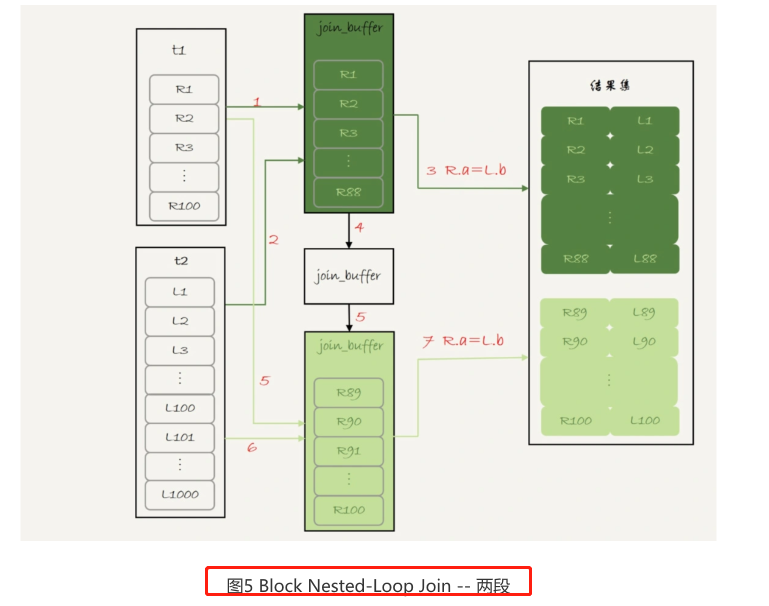 t1
R1
R2
R3
⋮
R100
t2
L1
L2
L3
⋮
L100
L101
⋮
L1000
1
2
5
6
join_buffer
R1
R2
R3
⋮
R88
4
join_buffer
5
join_buffer
R89
R90
R91
⋮
R100
3 R.a=L.b
7 R.a=L.b
结果集
R1 L1
R2 L2
R3 L3
⋮
R88 L88
R89 L89
R90 L90
⋮
R100 L100
图5 Block Nested-Loop Join -- 两段